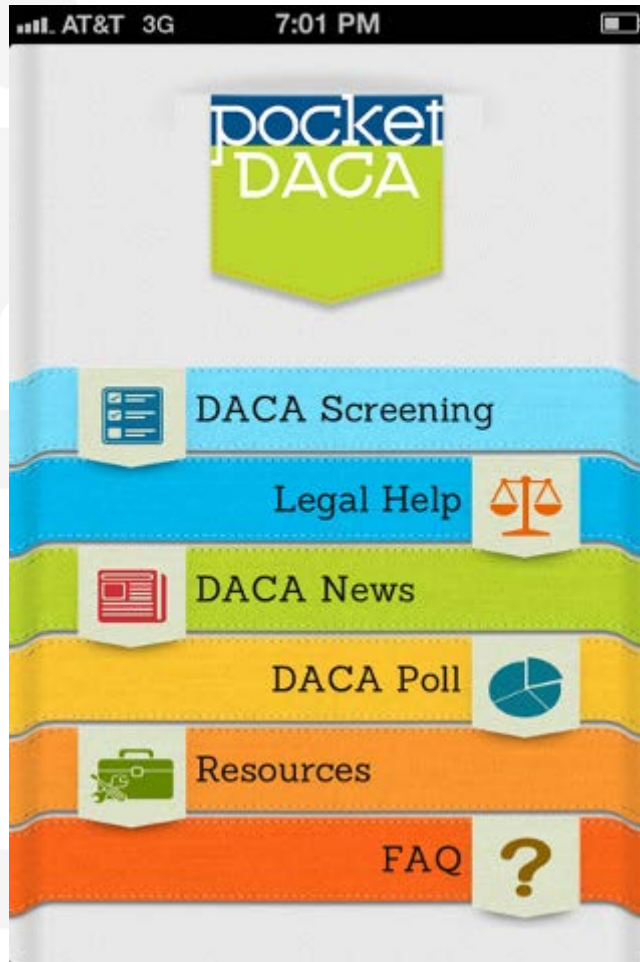 AT&T 3G 7:01 PM
pocket
DACA
DACA Screening
Legal Help
DACA News
DACA Poll
Resources
FAQ
?